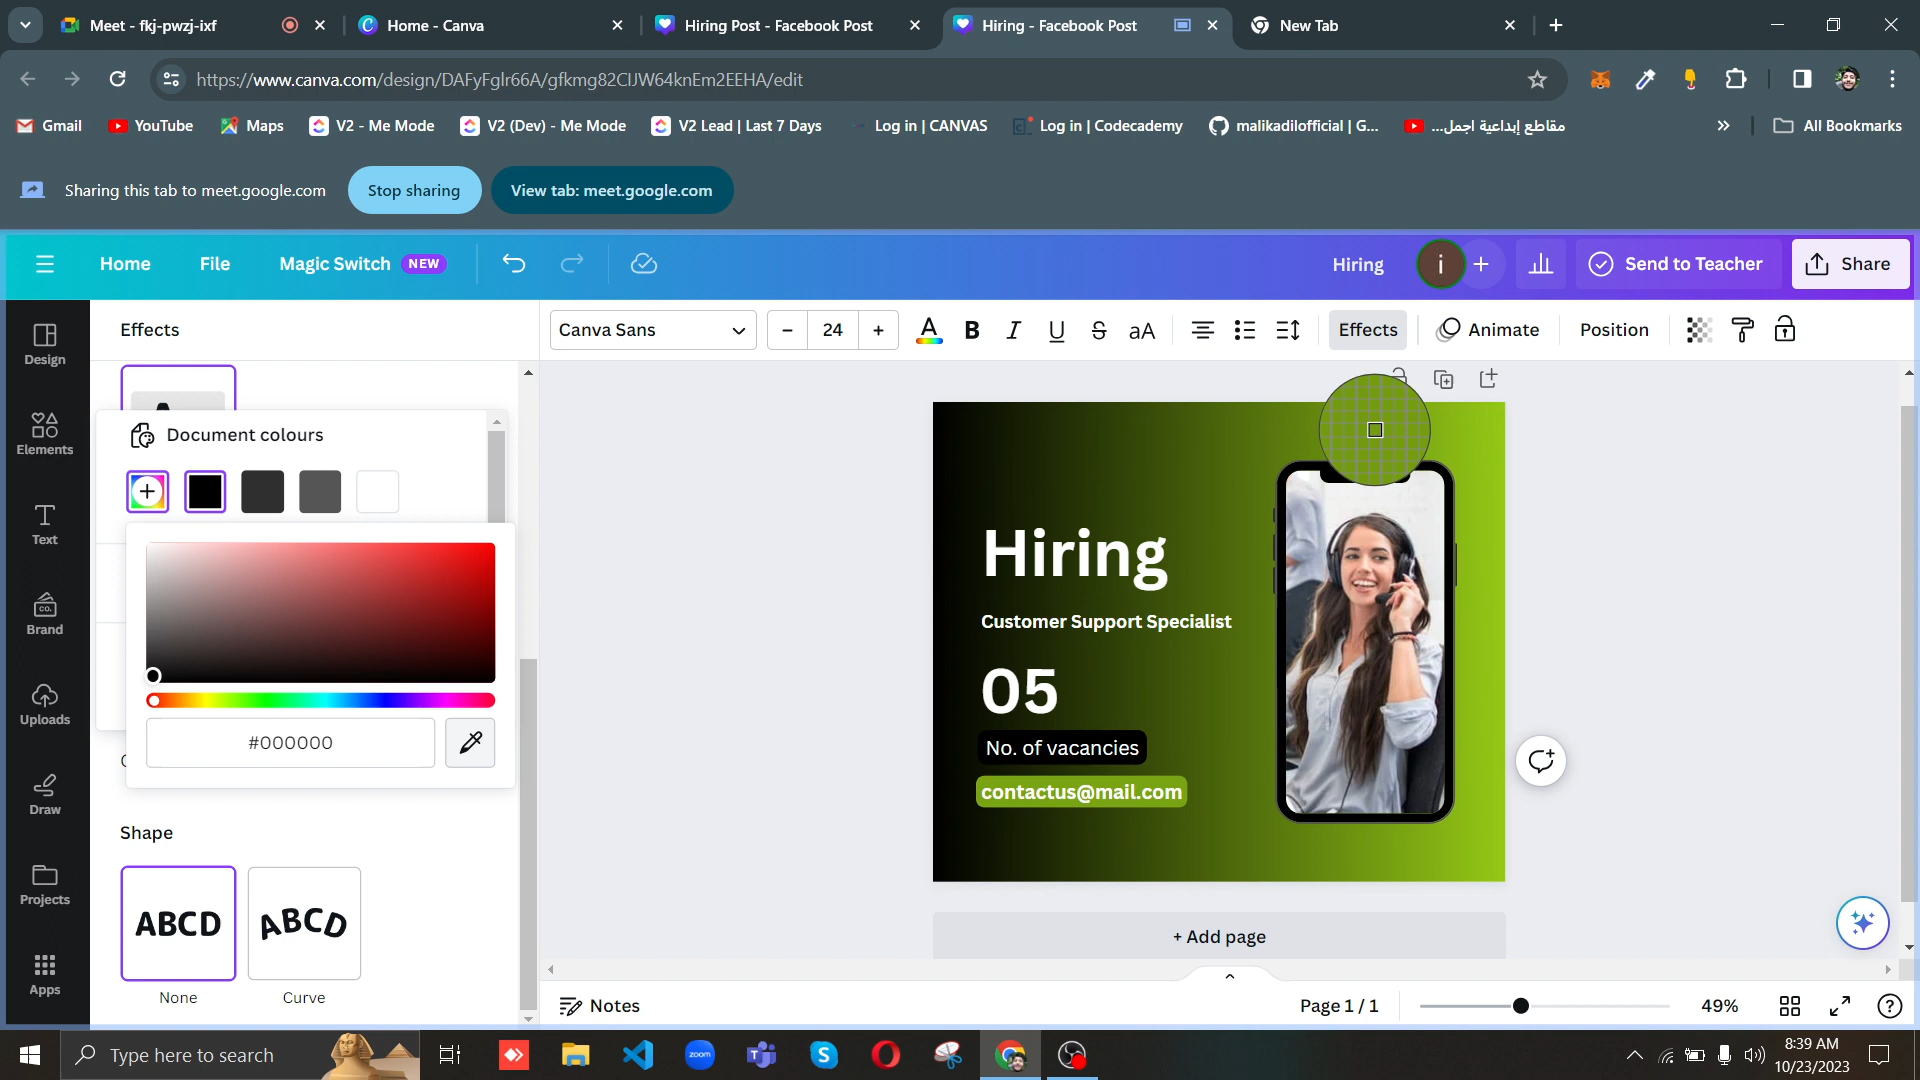 Meet - fkj-pwzj-ixf
Home - Canva
Hiring Post - Facebook Post
Hiring - Facebook Post
New Tab
https://www.canva.com/design/DAFyFglr66A/gfkmg82ClJW64knEm2EEHA/edit
Gmail
YouTube
Maps
V2 - Me Mode
V2 (Dev) - Me Mode
V2 Lead | Last 7 Days
Log in | CANVAS
Log in | Codecademy
malikadilofficial | G...
مقاطع إبداعية اجمل...
All Bookmarks
Sharing this tab to meet.google.com
Stop sharing
View tab: meet.google.com
Home
File
Magic Switch NEW
Hiring
i
Send to Teacher
Share
Design
Elements
Text
Brand
Uploads
Draw
Projects
Apps
Effects
Document colours
#000000
Shape
ABCD
ABCD
None
Curve
Canva Sans
24
A B I U S aA
Effects
Animate
Position
Hiring
Customer Support Specialist
05
No. of vacancies
contactus@mail.com
+ Add page
Notes
Page 1 / 1
49%
Type here to search
zoom
8:39 AM
10/23/2023